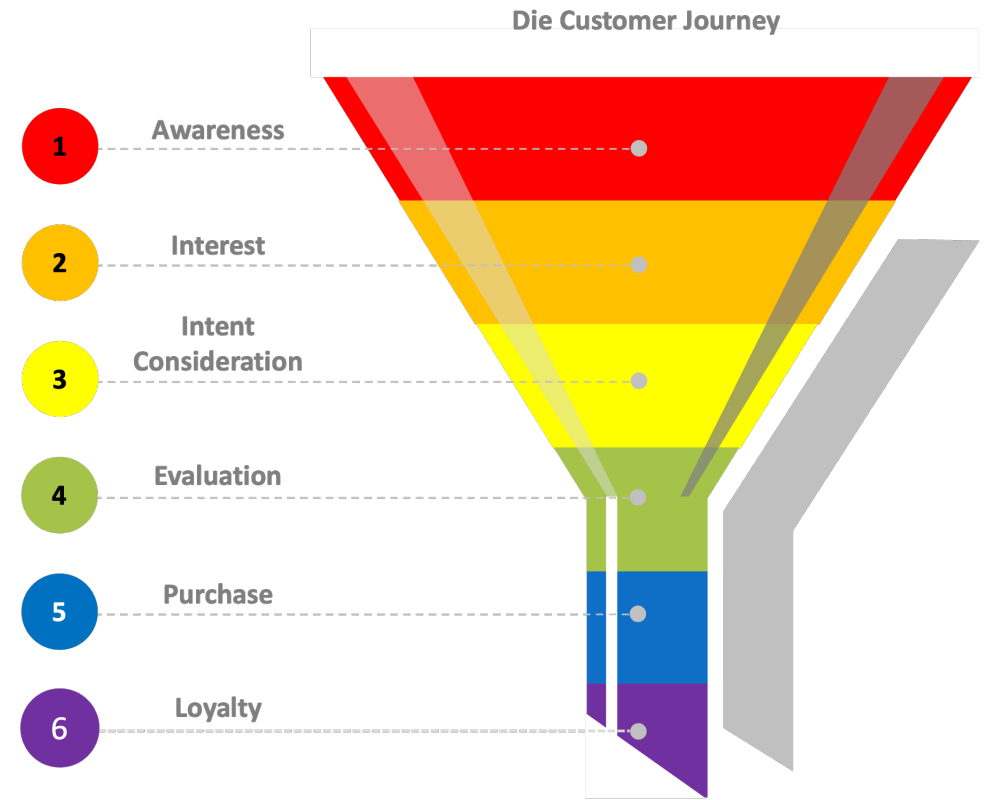 Die Customer Journey
1
Awareness
2
Interest
Intent
Consideration
3
Evaluation
4
Purchase
5
Loyalty
6